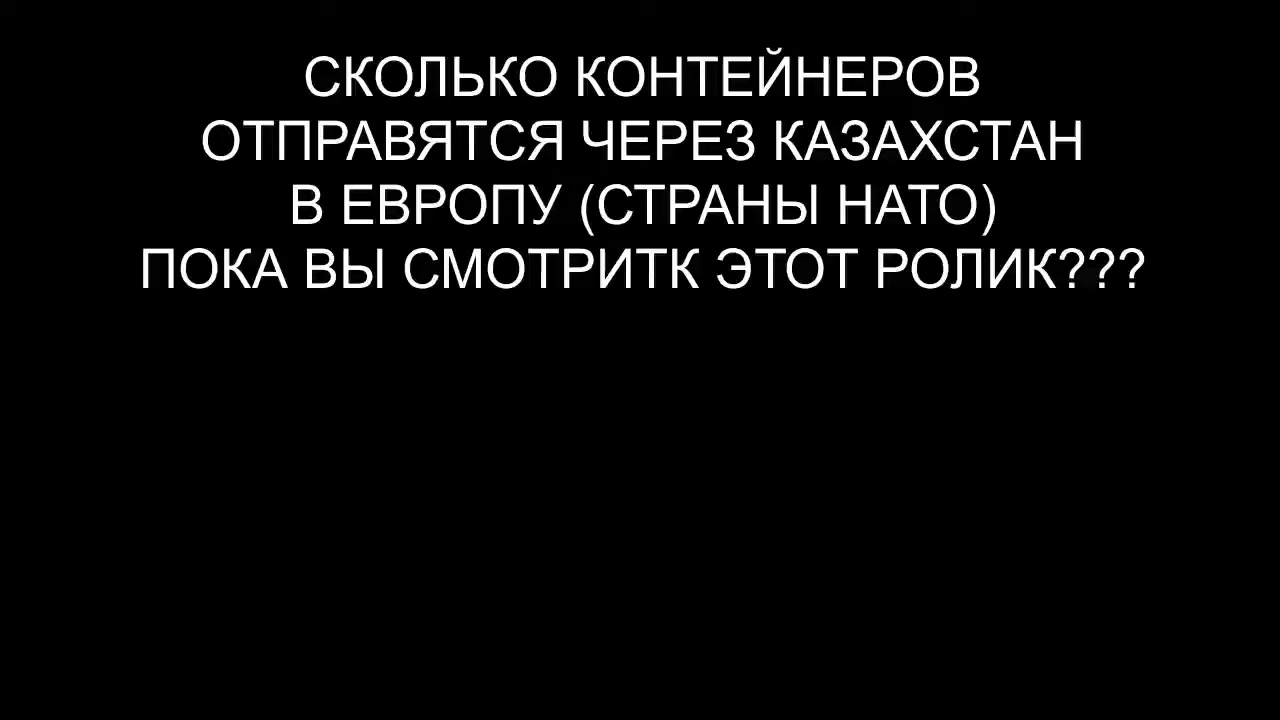 СКОЛЬКО КОНТЕЙНЕРОВ
ОТПРАВЯТСЯ ЧЕРЕЗ КАЗАХСТАН
В ЕВРОПУ (СТРАНЫ НАТО)
ПОКА ВЫ СМОТРИТК ЭТОТ РОЛИК???